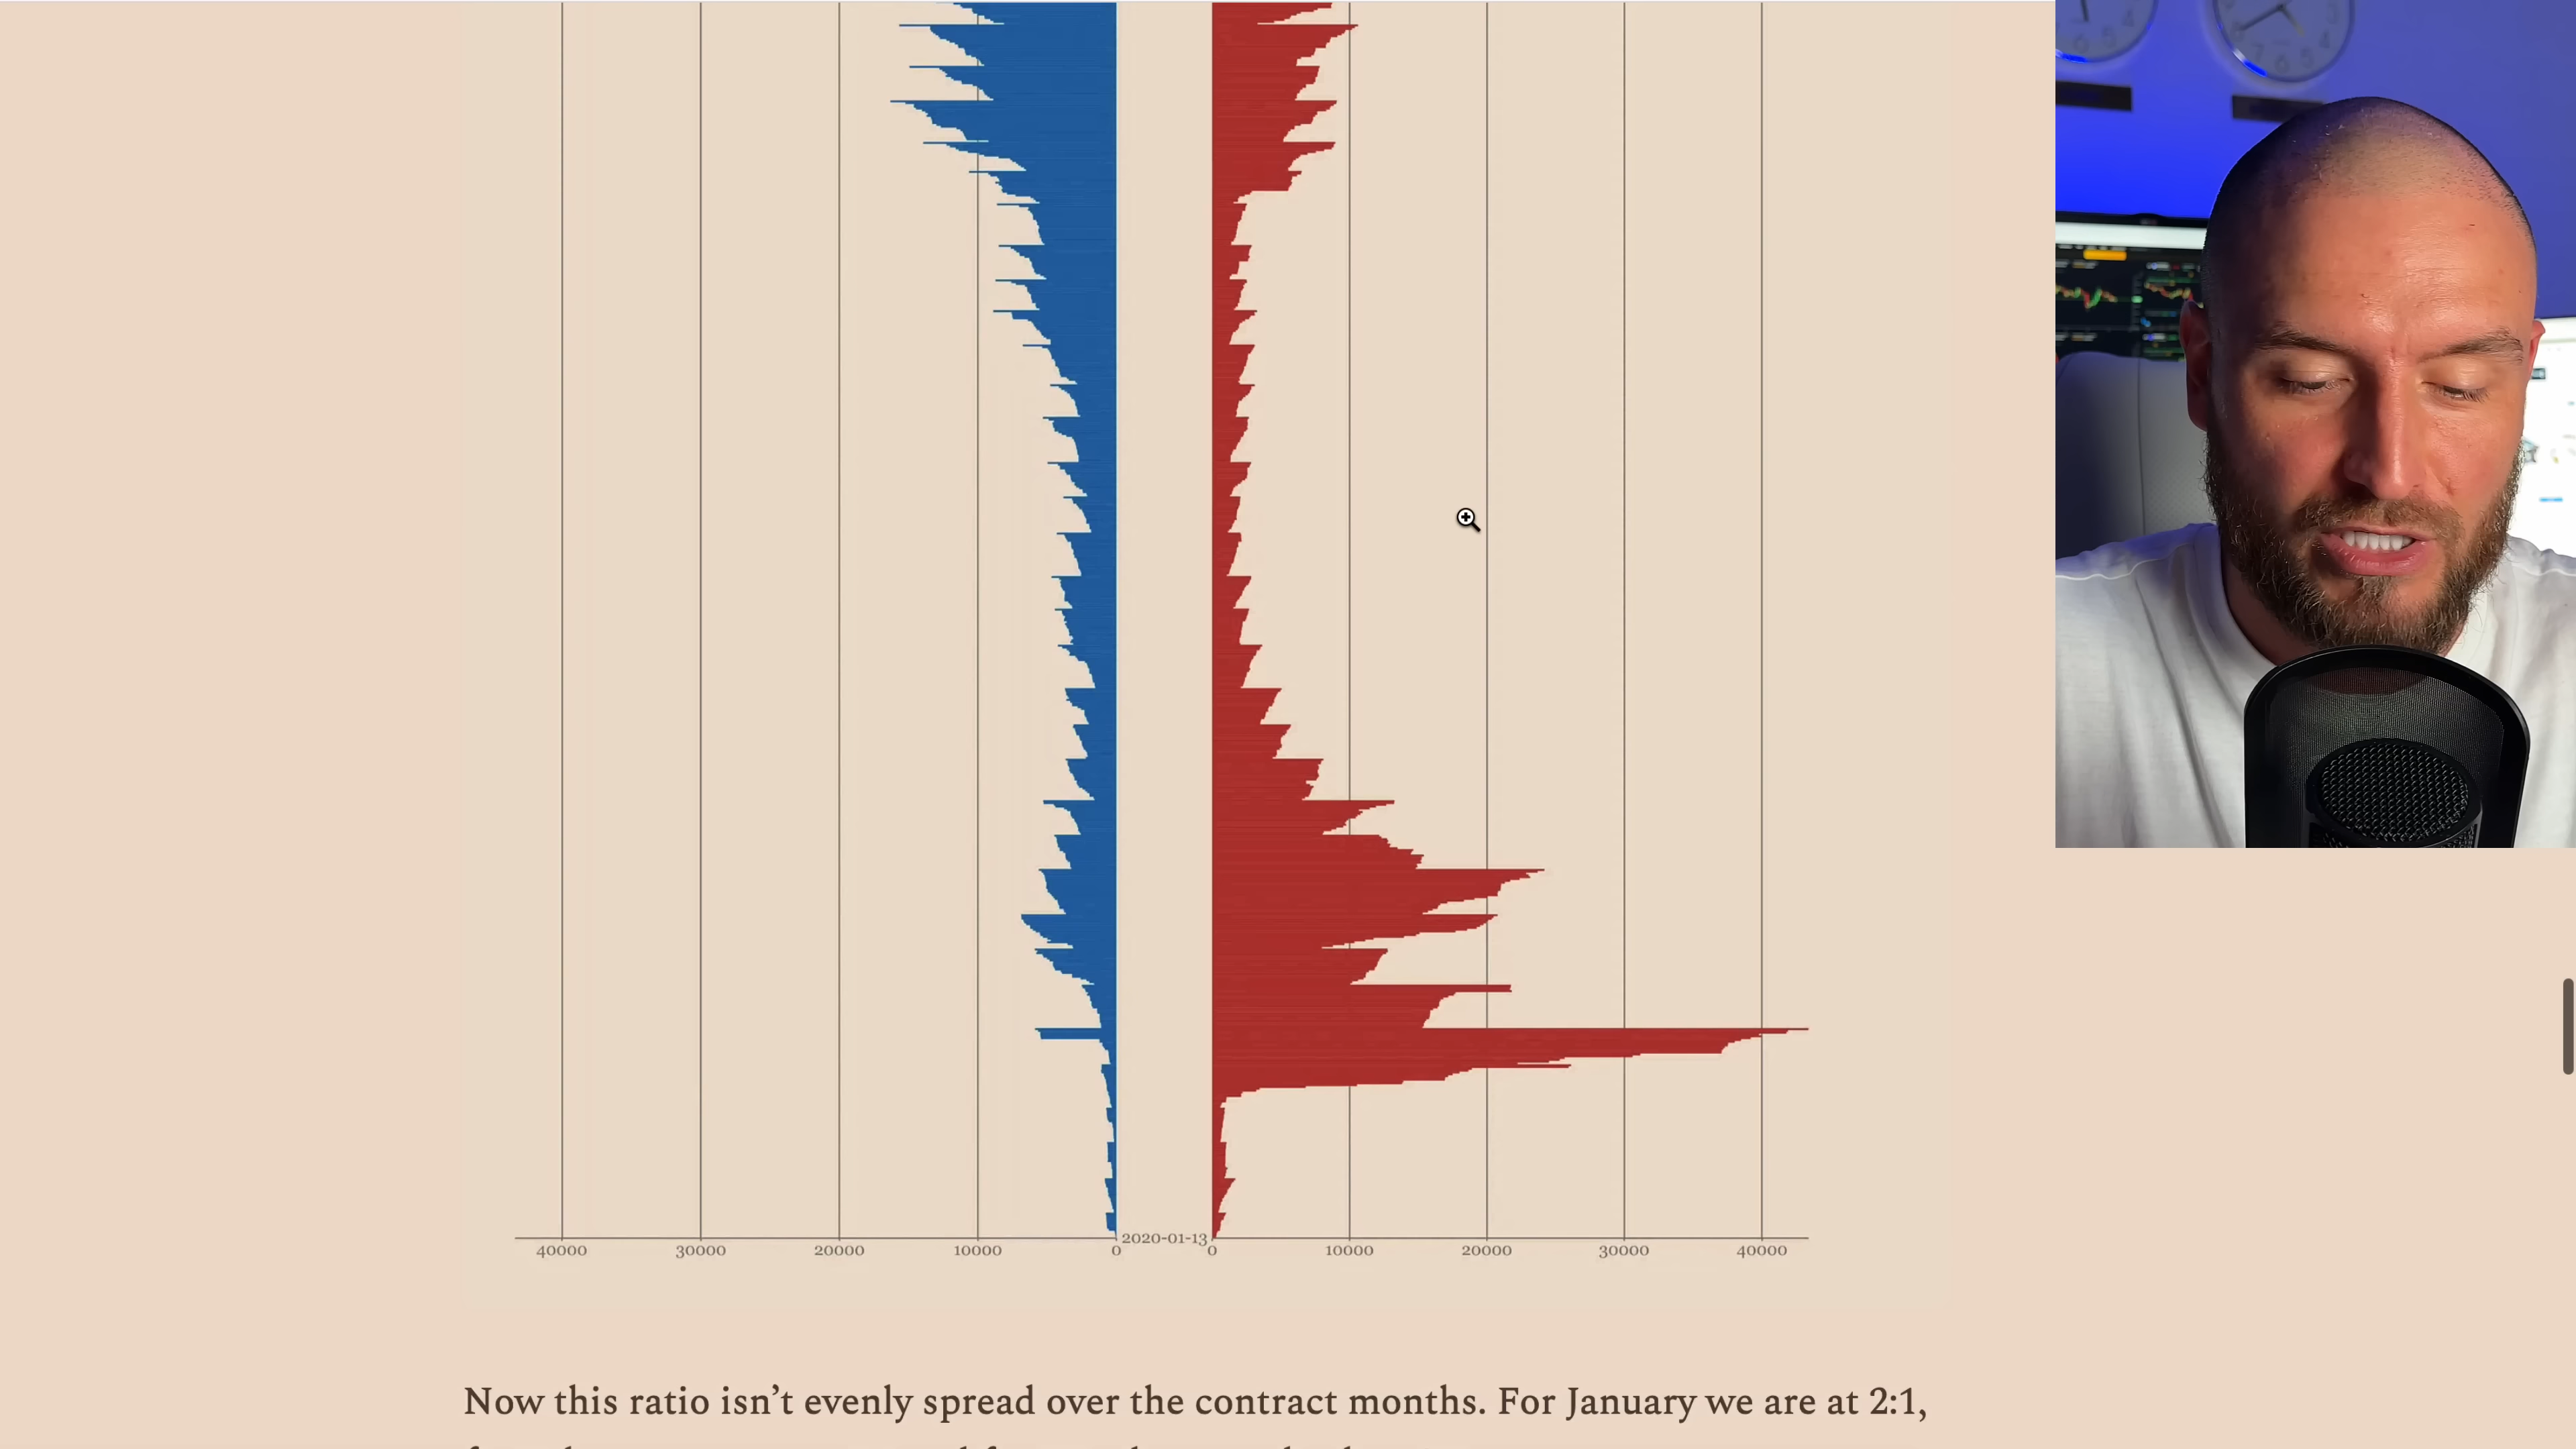 40000 30000 20000 10000 0 2020-01-13 0 10000 20000 30000 40000
Now this ratio isn’t evenly spread over the contract months. For January we are at 2:1,